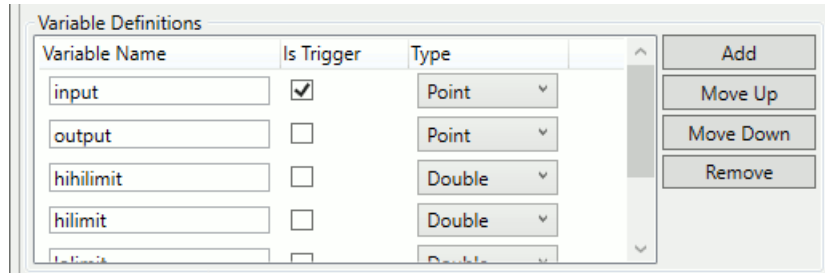 Variable Definitions
Variable Name Is Trigger Type
Add
input Point
Move Up
output Point
Move Down
hihilimit Double
Remove
hilimit Double